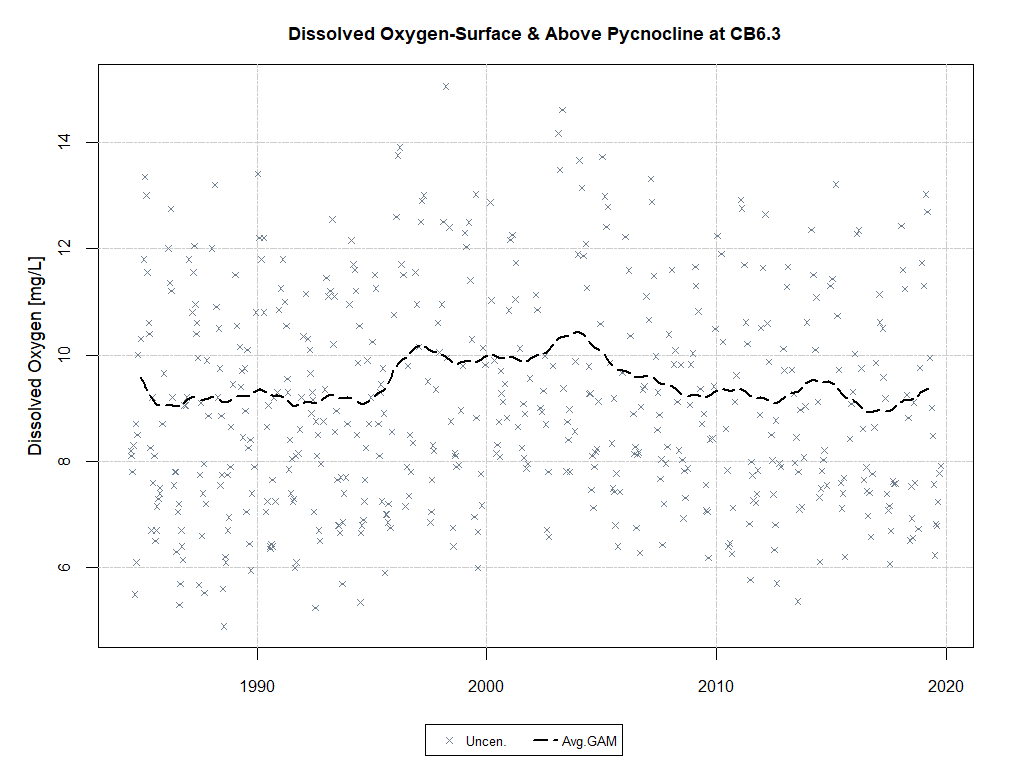 Dissolved Oxygen-Surface & Above Pycnocline at CB6.3
Dissolved Oxygen [mg/L]
14
12
10
8
6
1990
2000
2010
2020
Uncen.
Avg.GAM